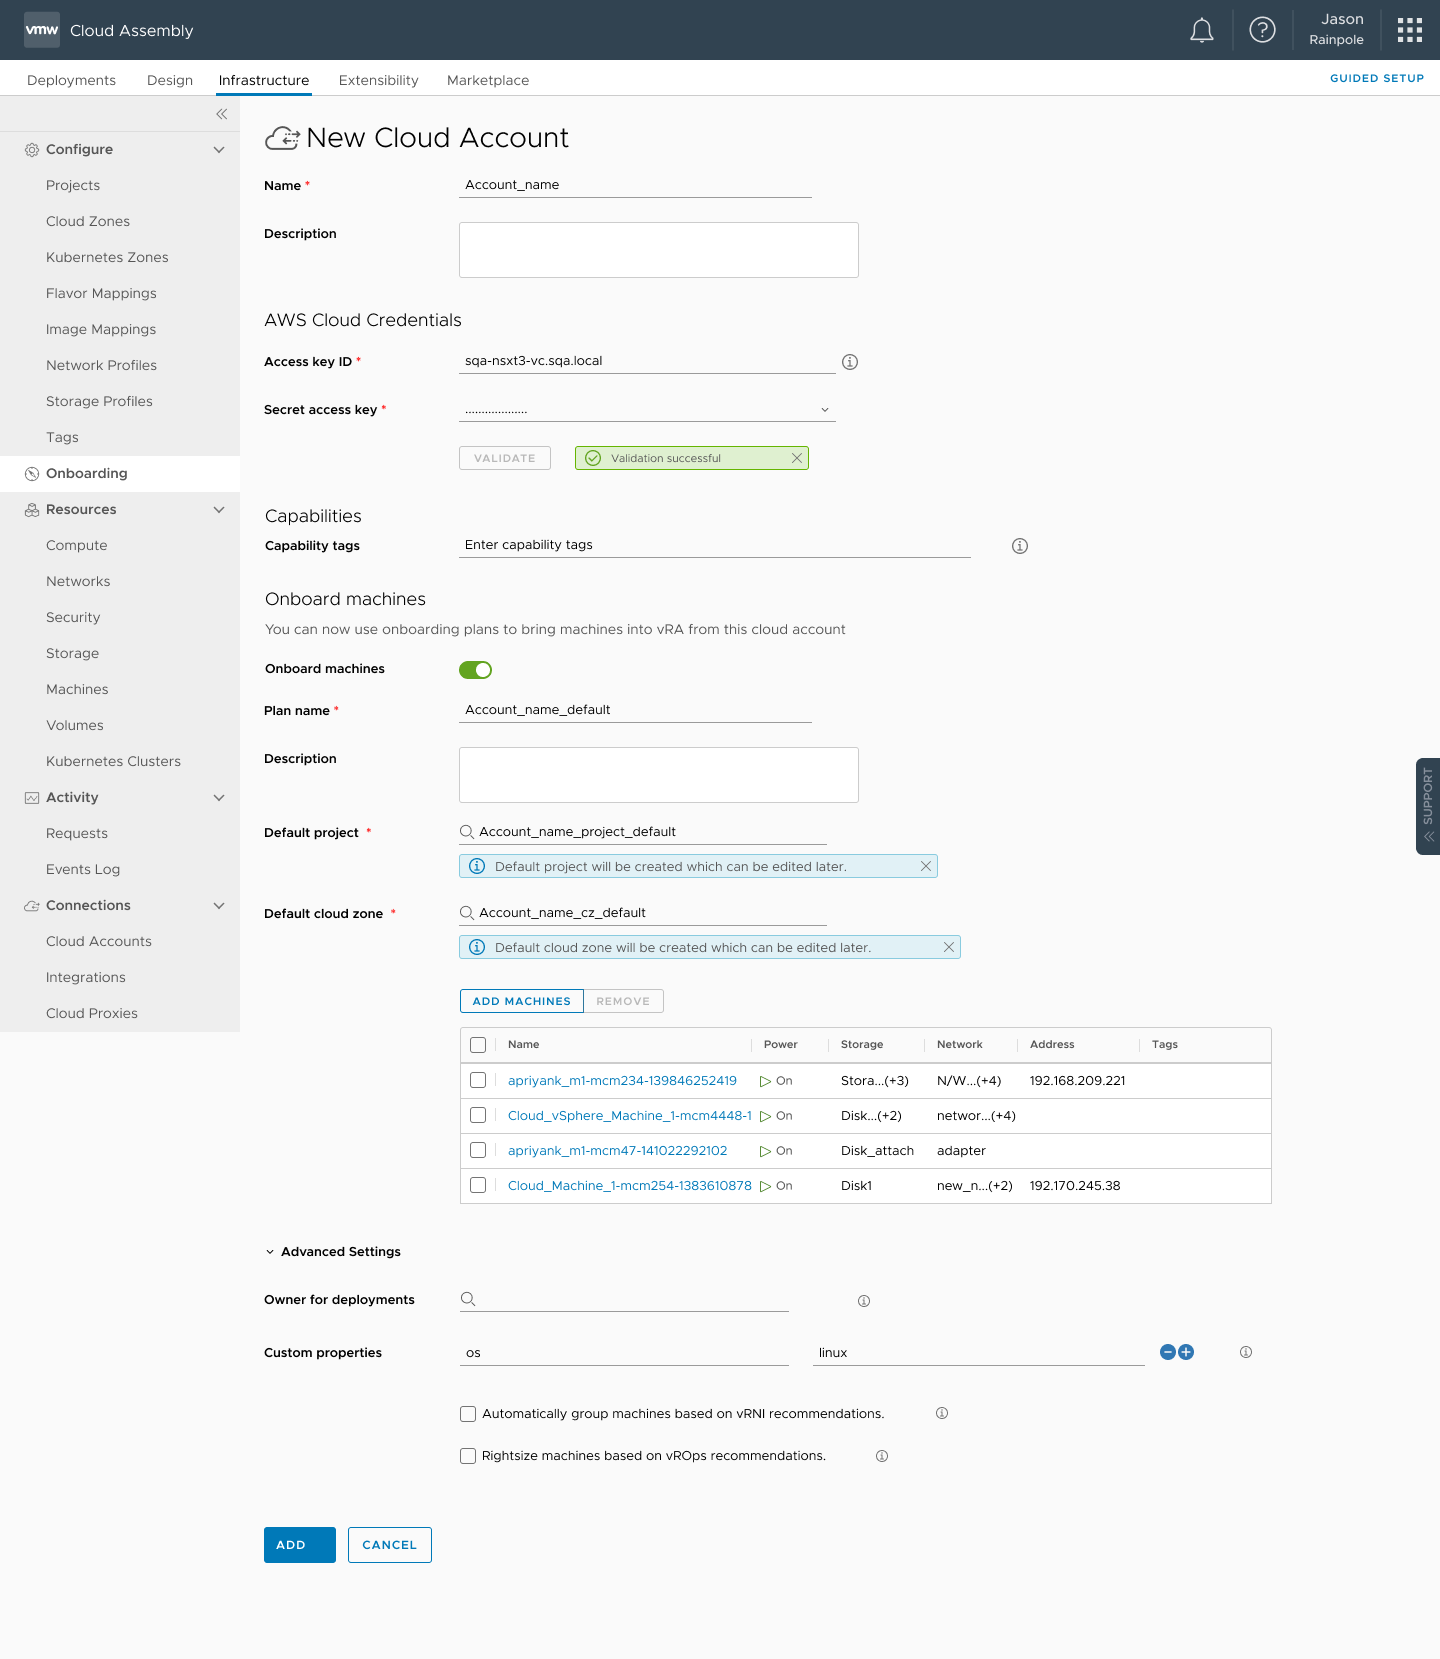 vmw Cloud Assembly
Jason
Rainpole
Deployments Design Infrastructure Extensibility Marketplace
GUIDED SETUP
Configure
Projects
Cloud Zones
Kubernetes Zones
Flavor Mappings
Image Mappings
Network Profiles
Storage Profiles
Tags
Onboarding
Resources
Compute
Networks
Security
Storage
Machines
Volumes
Kubernetes Clusters
Activity
Requests
Events Log
Connections
Cloud Accounts
Integrations
Cloud Proxies
New Cloud Account
Name * Account_name
Description
AWS Cloud Credentials
Access key ID * sqa-nsxt3-vc.sqa.local
Secret access key * ...................
VALIDATE Validation successful
Capabilities
Capability tags Enter capability tags
Onboard machines
You can now use onboarding plans to bring machines into vRA from this cloud account
Onboard machines
Plan name * Account_name_default
Description
Default project * Account_name_project_default
Default project will be created which can be edited later.
Default cloud zone * Account_name_cz_default
Default cloud zone will be created which can be edited later.
ADD MACHINES REMOVE
Name Power Storage Network Address Tags
apriyank_m1-mcm234-139846252419 On Stora...(+3) N/W...(+4) 192.168.209.221
Cloud_vSphere_Machine_1-mcm4448-1 On Disk...(+2) networ...(+4)
apriyank_m1-mcm47-141022292102 On Disk_attach adapter
Cloud_Machine_1-mcm254-1383610878 On Disk1 new_n...(+2) 192.170.245.38
Advanced Settings
Owner for deployments
Custom properties os linux
Automatically group machines based on vRNI recommendations.
Rightsize machines based on vROps recommendations.
ADD CANCEL
SUPPORT